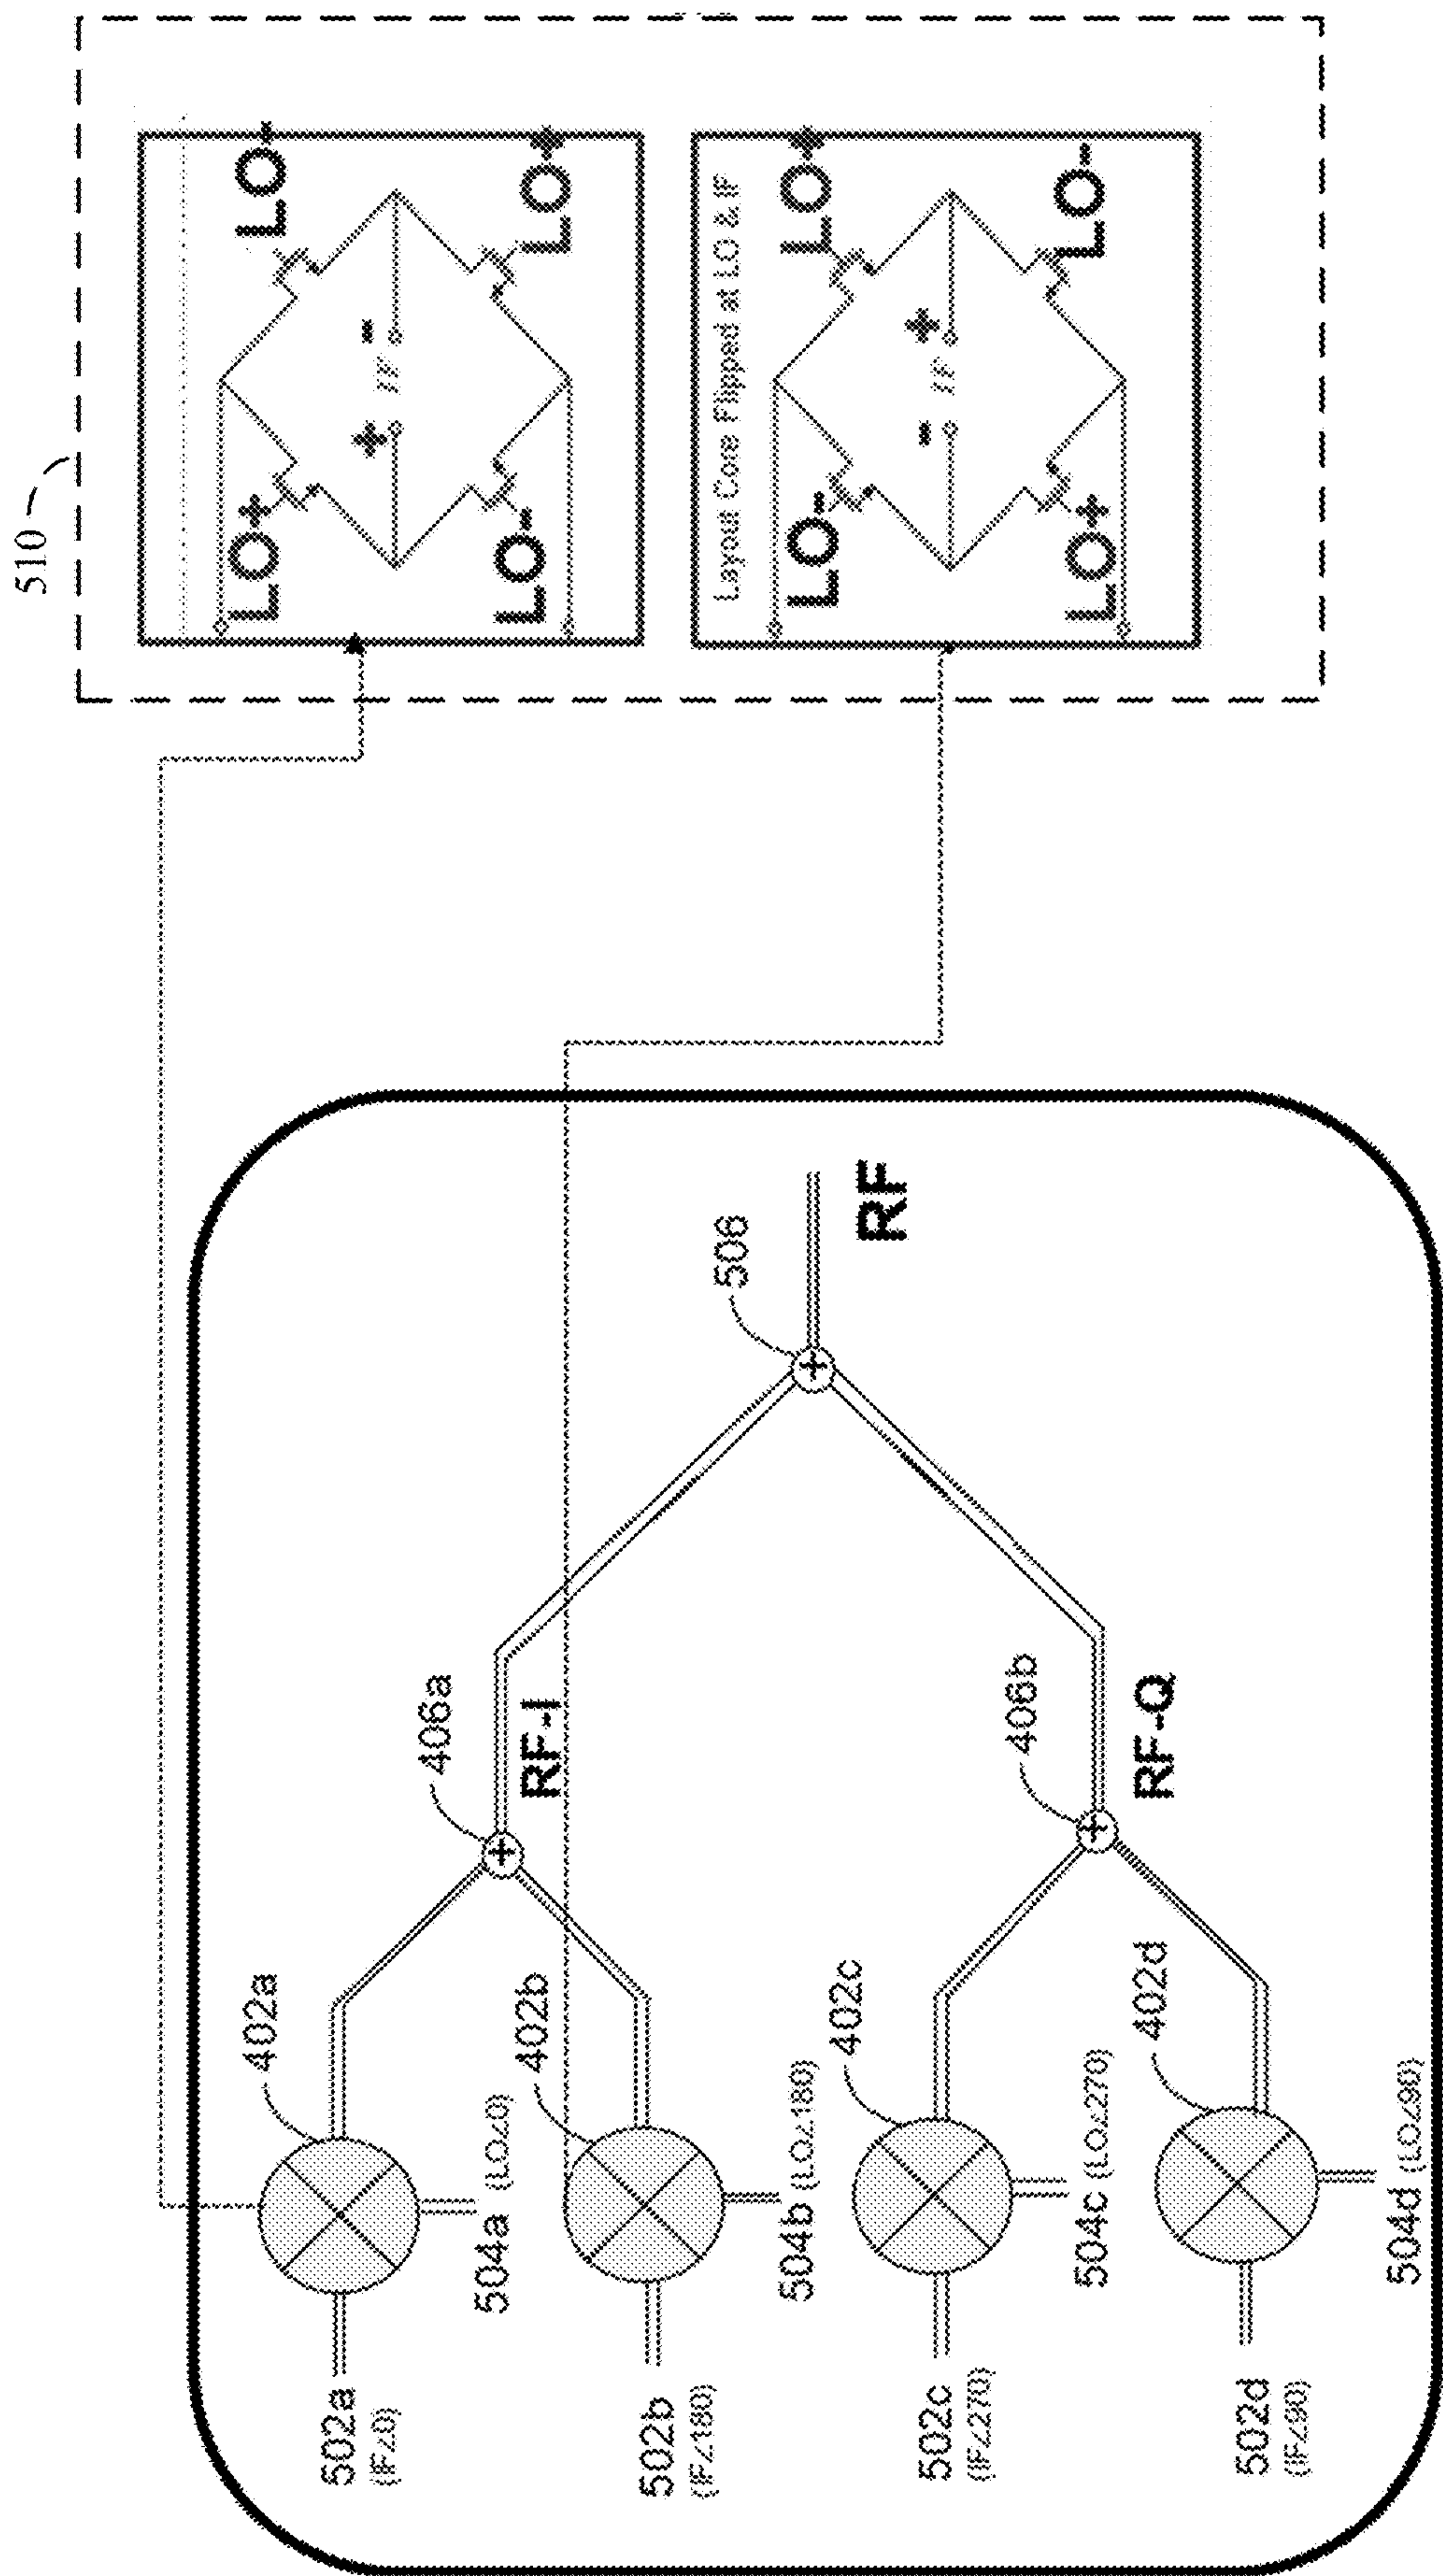 510
LO+
LO-
+ IF -
LO-
LO+
Layout Core Flipped at LO & IF
LO-
LO+
- IF +
LO+
LO-
402a
502a
(IF∠0)
504a (LO∠0)
406a
RF-I
402b
502b
(IF∠180)
504b (LO∠180)
506
RF
402c
502c
(IF∠270)
504c (LO∠270)
406b
RF-Q
402d
502d
(IF∠90)
504d (LO∠90)